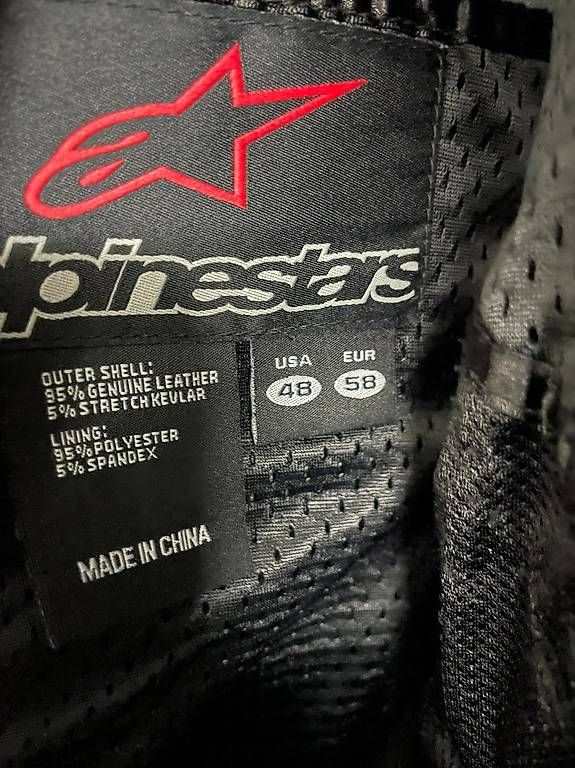 alpinestars
OUTER SHELL:
95% GENUINE LEATHER
5% STRETCH KEVLAR
LINING:
95% POLYESTER
5% SPANDEX
MADE IN CHINA
USA EUR
48 58